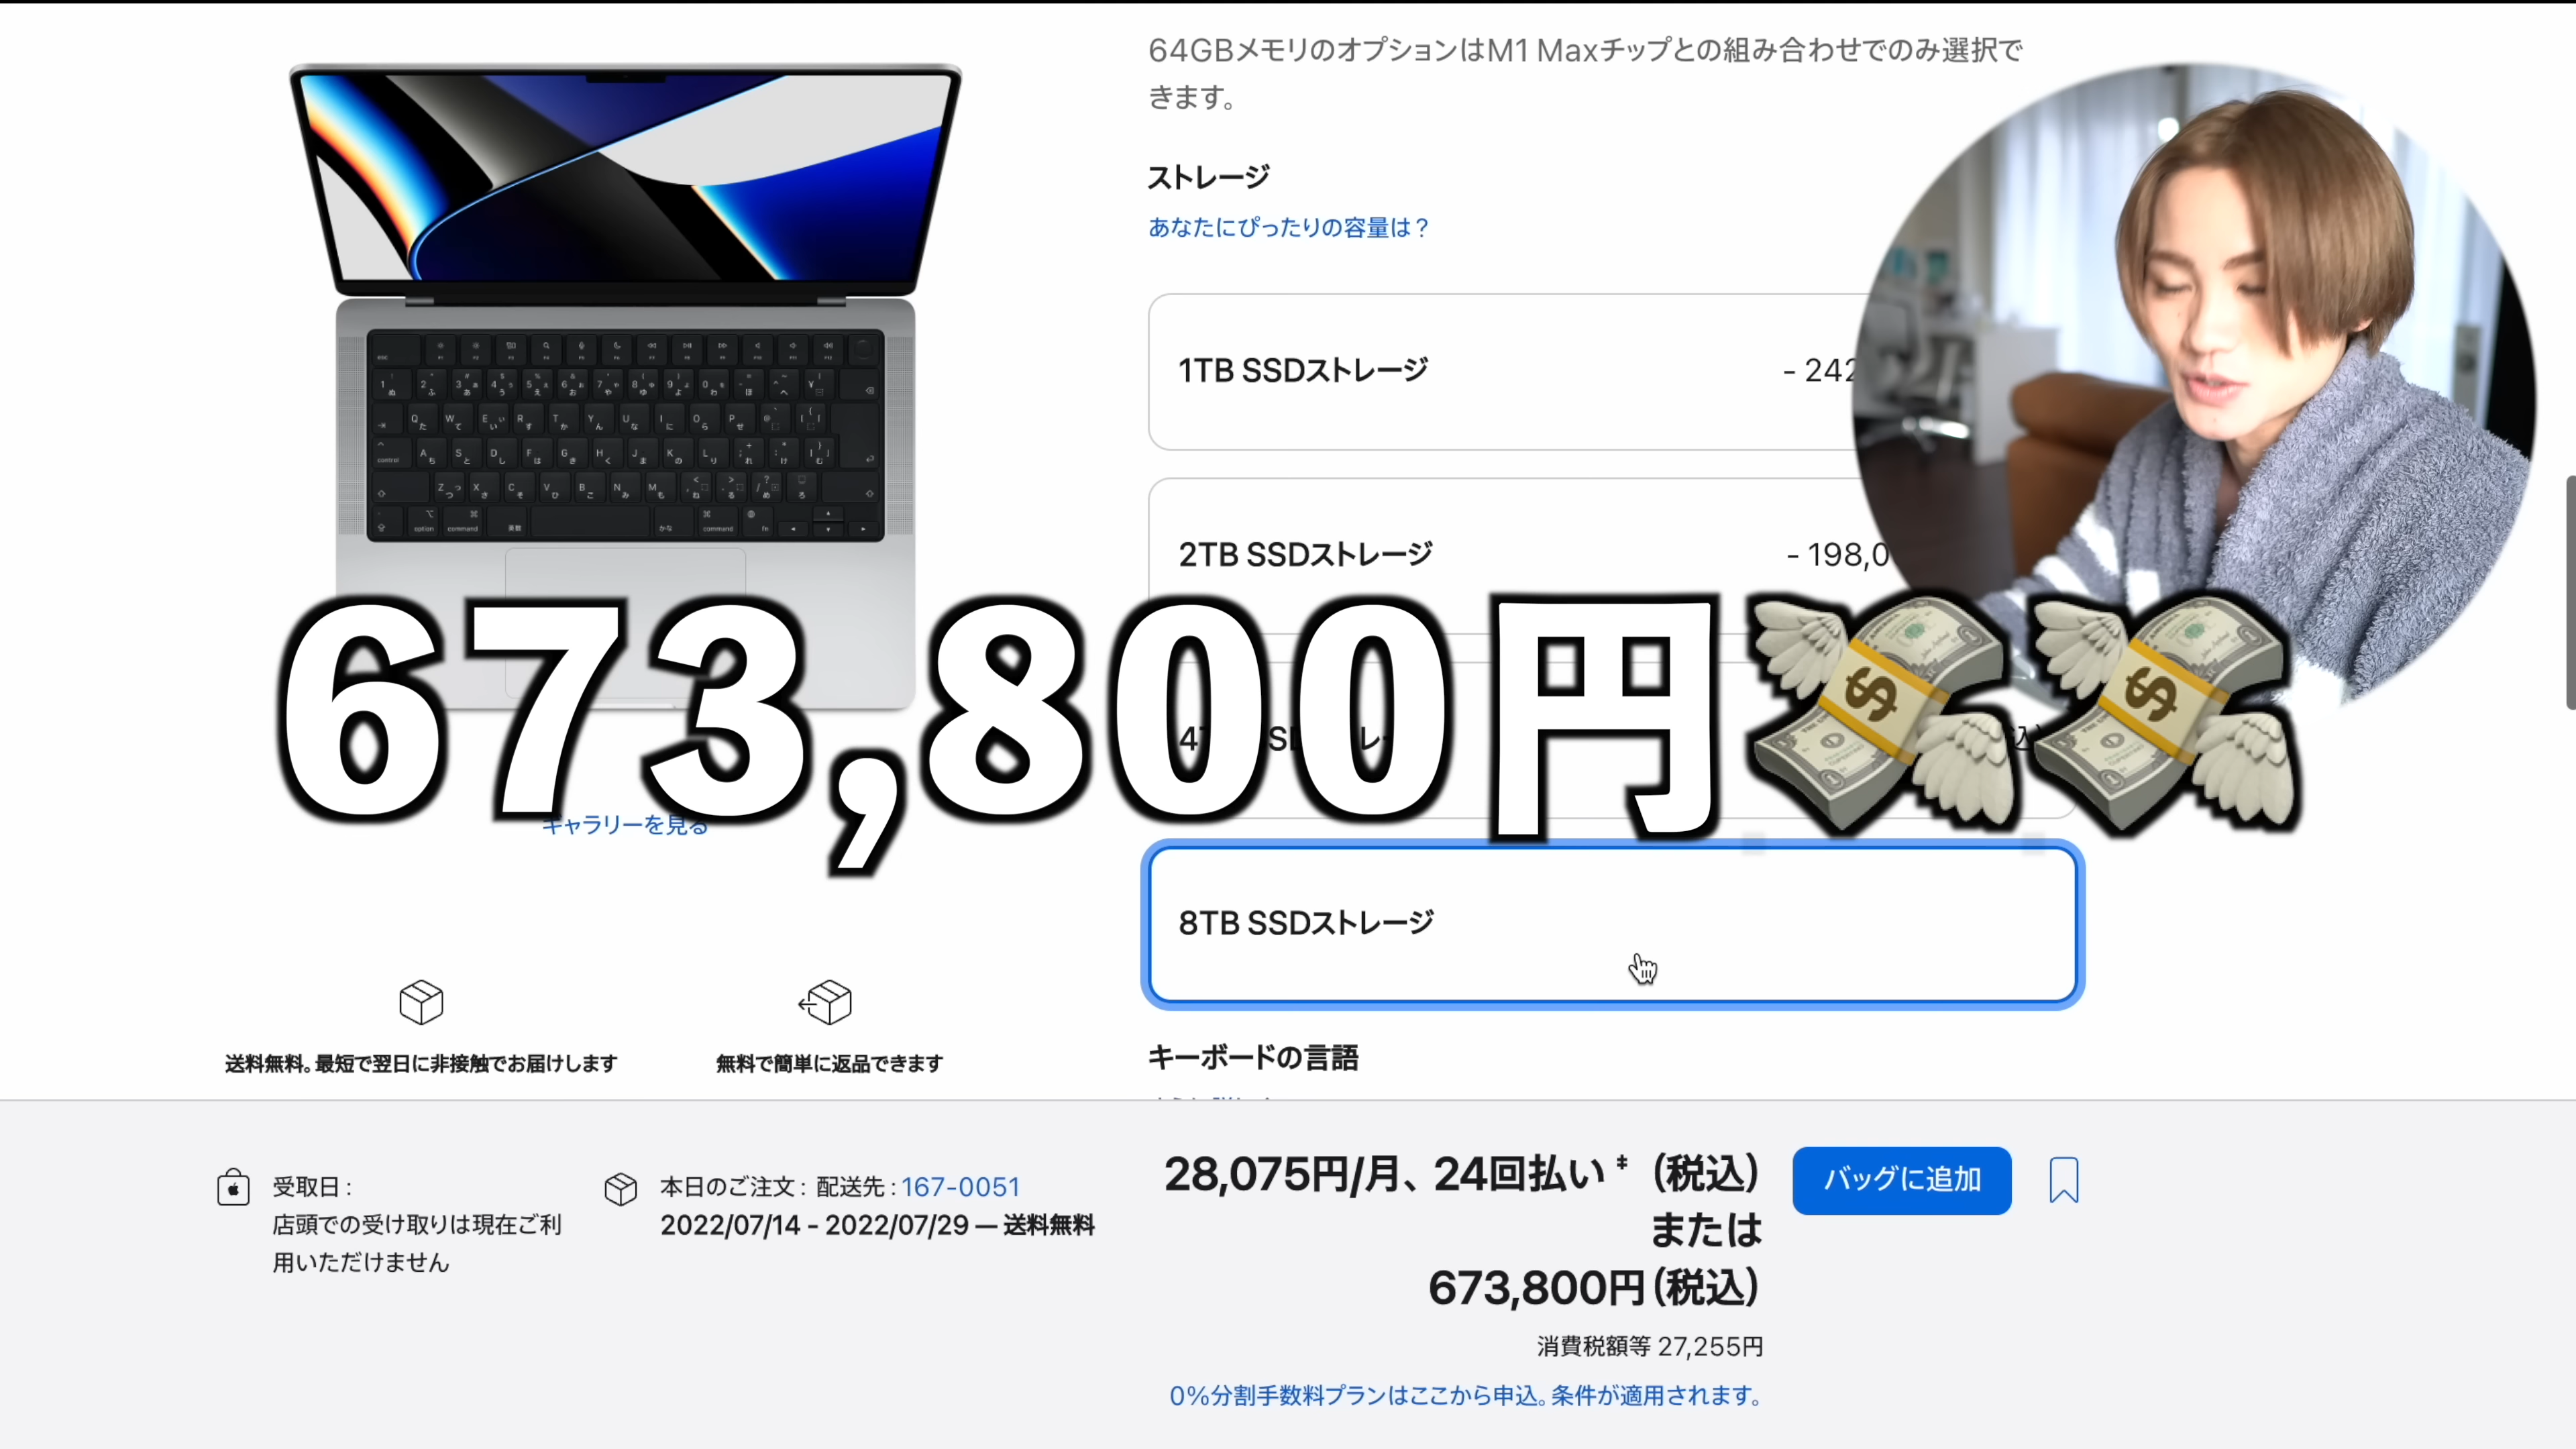 64GBメモリのオプションはM1 Maxチップとの組み合わせでのみ選択で
きます。
ストレージ
あなたにぴったりの容量は？
1TB SSDストレージ
- 242
2TB SSDストレージ
- 198,0
673,800円
ギャラリーを見る
8TB SSDストレージ
送料無料。最短で翌日に非接触でお届けします
無料で簡単に返品できます
キーボードの言語
受取日：
店頭での受け取りは現在ご利
用いただけません
本日のご注文： 配送先：167-0051
2022/07/14 - 2022/07/29 — 送料無料
28,075円/月、24回払い‡（税込）
または
673,800円（税込）
消費税額等 27,255円
0％分割手数料プランはここから申込。条件が適用されます。
バッグに追加